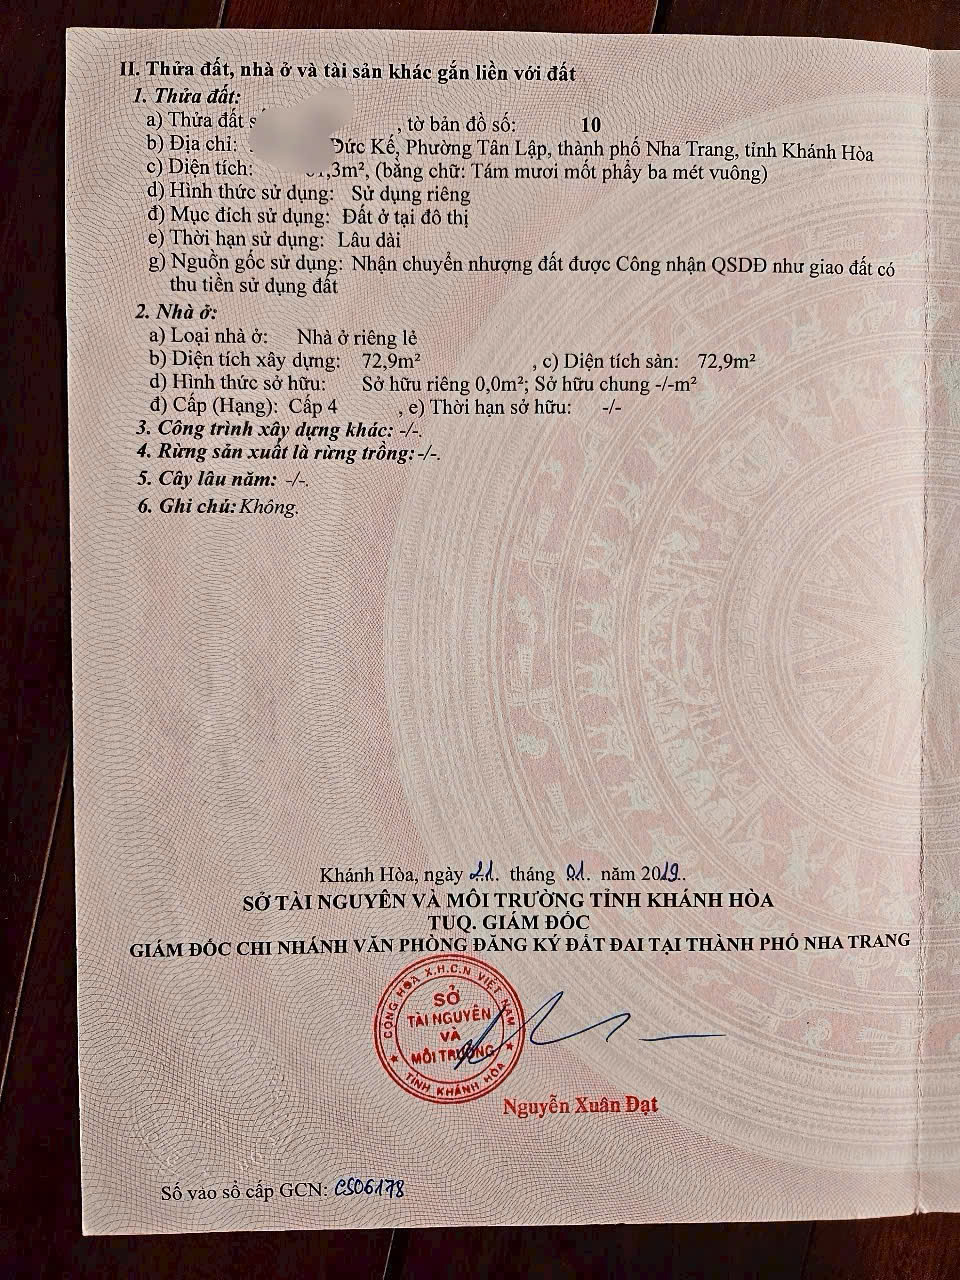 II. Thửa đất, nhà ở và tài sản khác gắn liền với đất
1. Thửa đất:
a) Thửa đất , tờ bản đồ số: 10
b) Địa chỉ: Đức Kế, Phường Tân Lập, thành phố Nha Trang, tỉnh Khánh Hòa
c) Diện tích: ,3m², (bằng chữ: Tám mươi mốt phẩy ba mét vuông)
d) Hình thức sử dụng: Sử dụng riêng
đ) Mục đích sử dụng: Đất ở tại đô thị
e) Thời hạn sử dụng: Lâu dài
g) Nguồn gốc sử dụng: Nhận chuyển nhượng đất được Công nhận QSDĐ như giao đất có
thu tiền sử dụng đất
2. Nhà ở:
a) Loại nhà ở: Nhà ở riêng lẻ
b) Diện tích xây dựng: 72,9m² , c) Diện tích sàn: 72,9m²
d) Hình thức sở hữu: Sở hữu riêng 0,0m²; Sở hữu chung -/-m²
đ) Cấp (Hạng): Cấp 4 , e) Thời hạn sở hữu: -/-
3. Công trình xây dựng khác: -/-.
4. Rừng sản xuất là rừng trồng: -/-.
5. Cây lâu năm: -/-.
6. Ghi chú: Không.
Khánh Hòa, ngày 21. tháng 01. năm 2019.
SỞ TÀI NGUYÊN VÀ MÔI TRƯỜNG TỈNH KHÁNH HÒA
TUQ. GIÁM ĐỐC
GIÁM ĐỐC CHI NHÁNH VĂN PHÒNG ĐĂNG KÝ ĐẤT ĐAI TẠI THÀNH PHỐ NHA TRANG
CỘNG HÒA X.H.C.N VIỆT NAM
SỞ
TÀI NGUYÊN
VÀ
MÔI TRƯỜNG
TỈNH KHÁNH HÒA
Nguyễn Xuân Đạt
Số vào sổ cấp GCN: CS06178